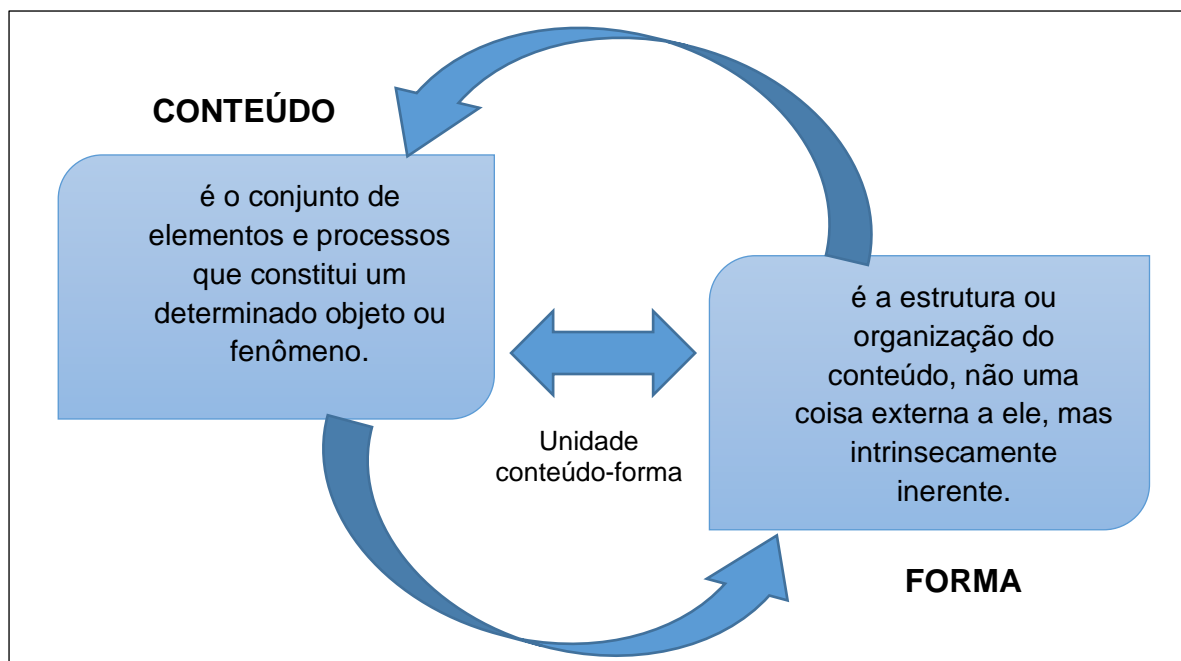 CONTEÚDO
é o conjunto de
elementos e processos
que constitui um
determinado objeto ou
fenômeno.
Unidade
conteúdo-forma
é a estrutura ou
organização do
conteúdo, não uma
coisa externa a ele, mas
intrinsecamente
inerente.
FORMA